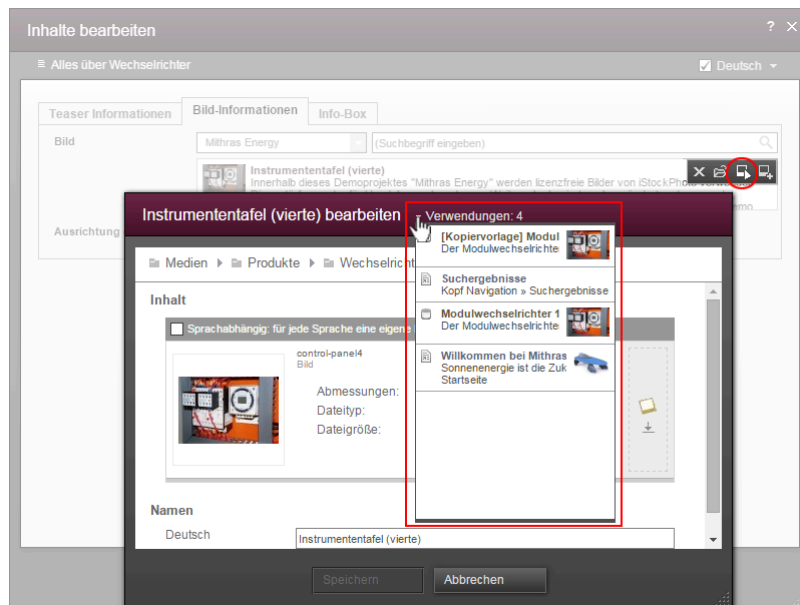 Inhalte bearbeiten
?
Alles über Wechselrichter
Deutsch
Teaser Informationen
Bild-Informationen
Info-Box
Bild
Mithras Energy
(Suchbegriff eingeben)
Instrumententafel (vierte)
Innerhalb dieses Demoprojektes "Mithras Energy" werden lizenzfreie Bilder von iStockPhoto
Ausrichtung
Instrumententafel (vierte) bearbeiten
Verwendungen: 4
[Kopiervorlage] Modul
Der Modulwechselrichte
Medien
Produkte
Wechselricht
Suchergebnisse
Kopf Navigation » Suchergebnisse
Inhalt
Modulwechselrichter 1
Der Modulwechselrichte
Sprachabhängig: für jede Sprache eine eigene
control-panel4
Bild
Willkommen bei Mithras
Sonnenenergie ist die Zuk
Startseite
Abmessungen:
Dateityp:
Dateigröße:
Namen
Deutsch
Instrumententafel (vierte)
Speichern
Abbrechen